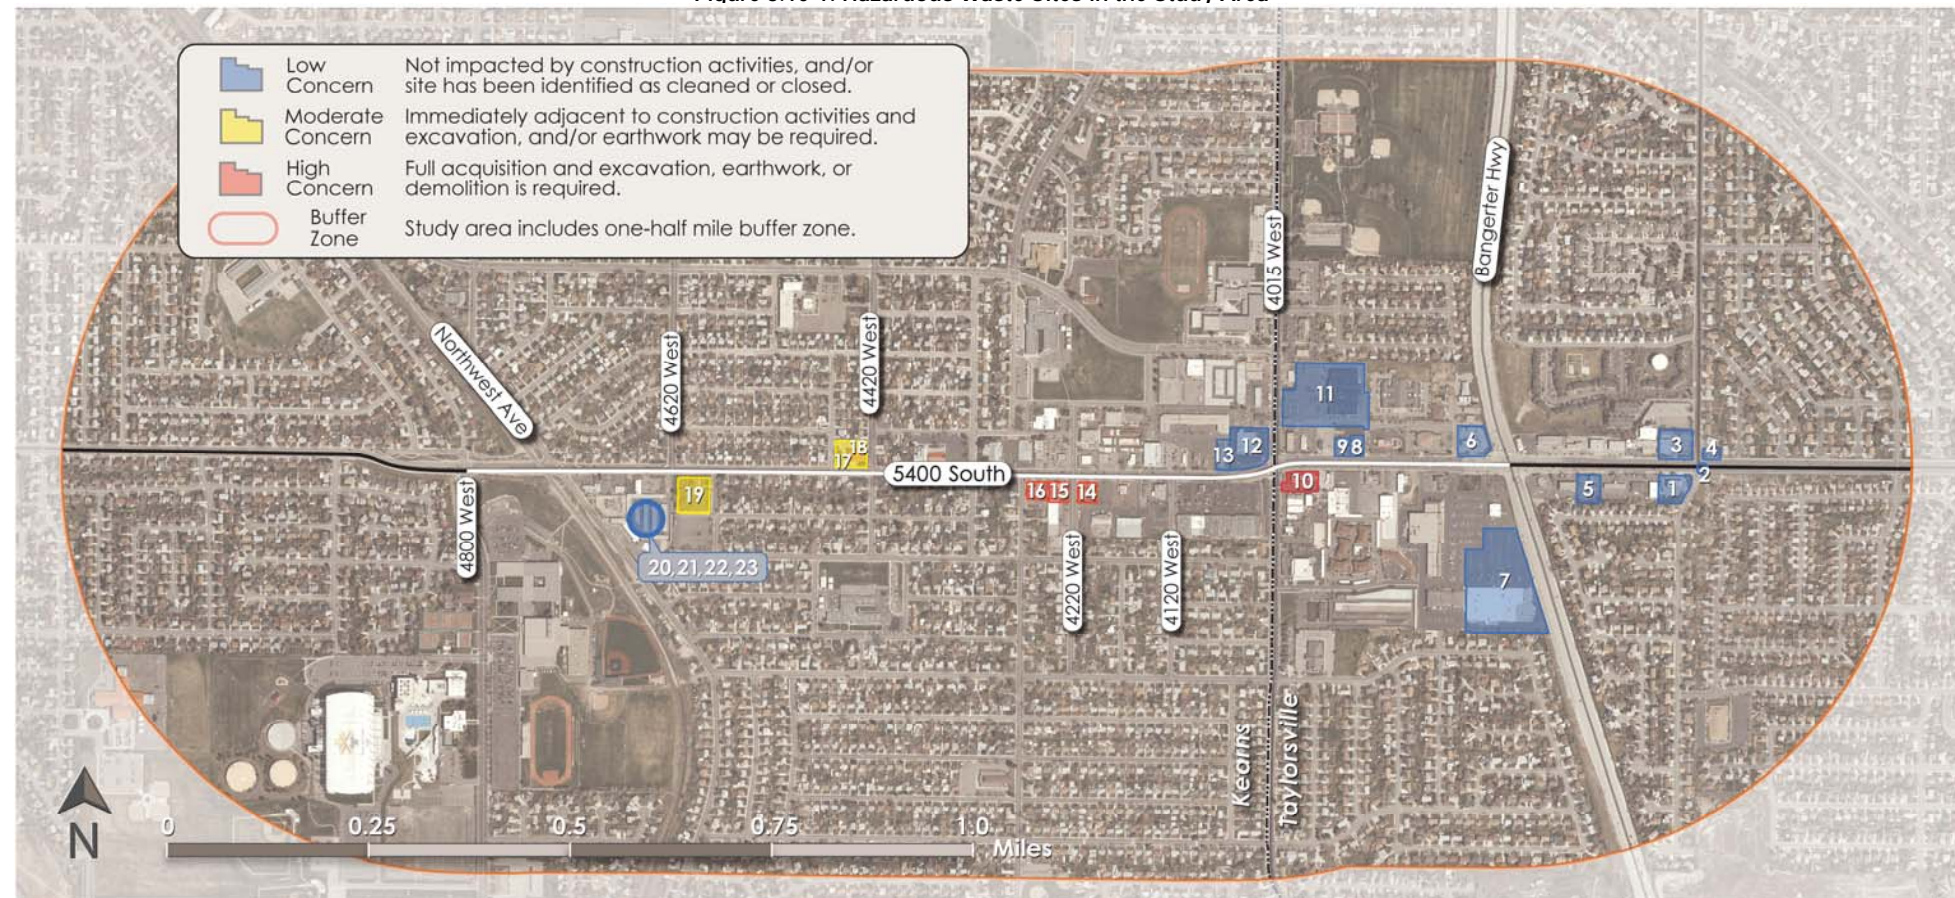 Figure 3.16-1: Hazardous Waste Sites in the Study Area
Low
Concern
Not impacted by construction activities, and/or
site has been identified as cleaned or closed.
Moderate
Concern
Immediately adjacent to construction activities and
excavation, and/or earthwork may be required.
High
Concern
Full acquisition and excavation, earthwork, or
demolition is required.
Buffer
Zone
Study area includes one-half mile buffer zone.
Northwest Ave
4620 West
4420 West
4015 West
Bangerter Hwy
11
18
17
13
12
9 8
6
3
4
2
5400 South
19
16
15
14
10
5
1
4800 West
20, 21, 22, 23
4220 West
4120 West
7
Kearns
Taylorsville
N
0
0.25
0.5
0.75
1.0
Miles